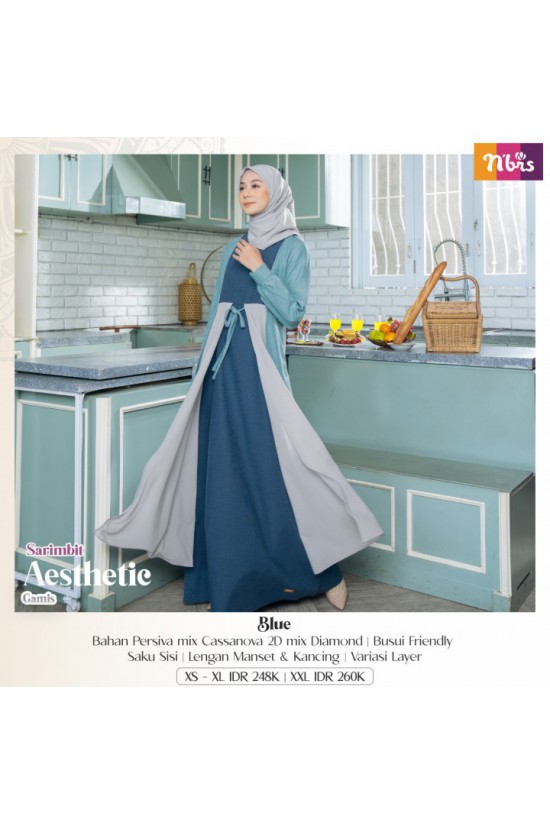 N'brs
Sarimbit
Aesthetic
Gamis
Blue
Bahan Persiva mix Cassanova 2D mix Diamond | Busui Friendly
Saku Sisi | Lengan Manset & Kancing | Variasi Layer
XS - XL IDR 248K | XXL IDR 260K